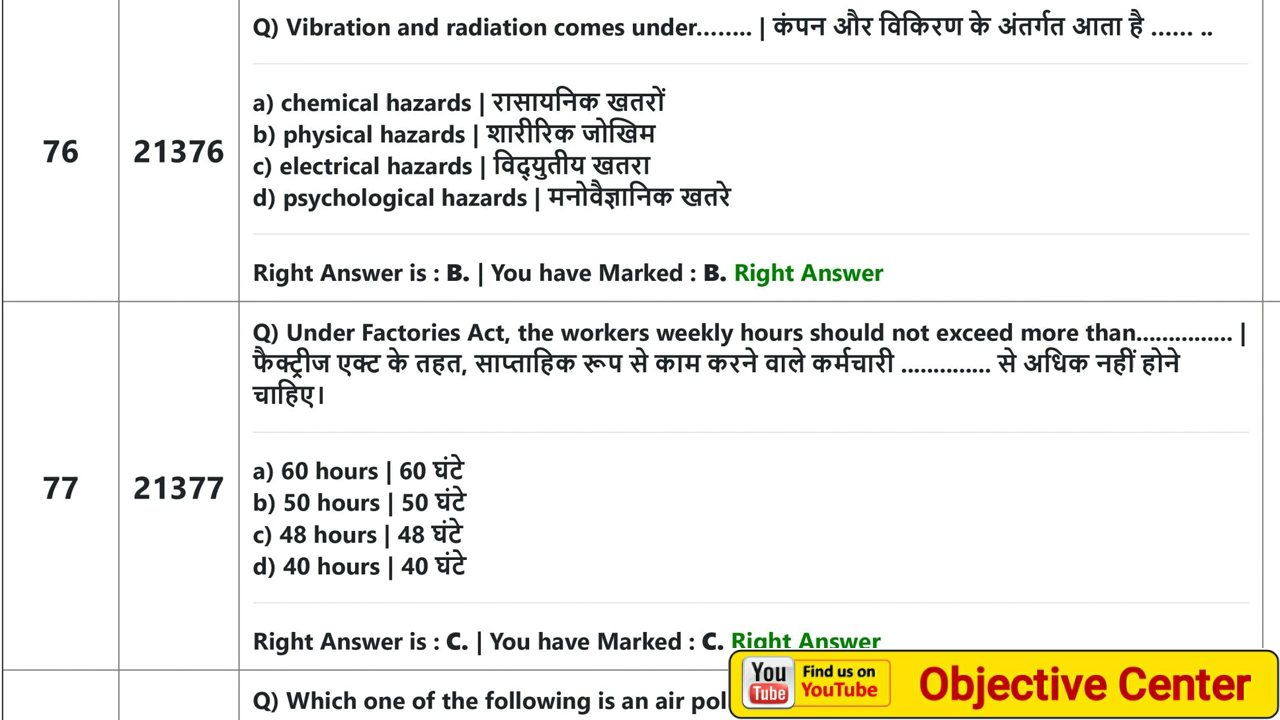 Q) Vibration and radiation comes under........ | कंपन और विकिरण के अंतर्गत आता है ...... ..
a) chemical hazards | रासायनिक खतरों
b) physical hazards | शारीरिक जोखिम
76 21376
c) electrical hazards | विद्युतीय खतरा
d) psychological hazards | मनोवैज्ञानिक खतरे
Right Answer is : B. | You have Marked : B. Right Answer
Q) Under Factories Act, the workers weekly hours should not exceed more than............... |
फैक्ट्रीज एक्ट के तहत, साप्ताहिक रूप से काम करने वाले कर्मचारी .............. से अधिक नहीं होने
चाहिए।
a) 60 hours | 60 घंटे
77 21377
b) 50 hours | 50 घंटे
c) 48 hours | 48 घंटे
d) 40 hours | 40 घंटे
Right Answer is : C. | You have Marked : C. Right Answer
Q) Which one of the following is an air pol
You Tube Find us on YouTube Objective Center